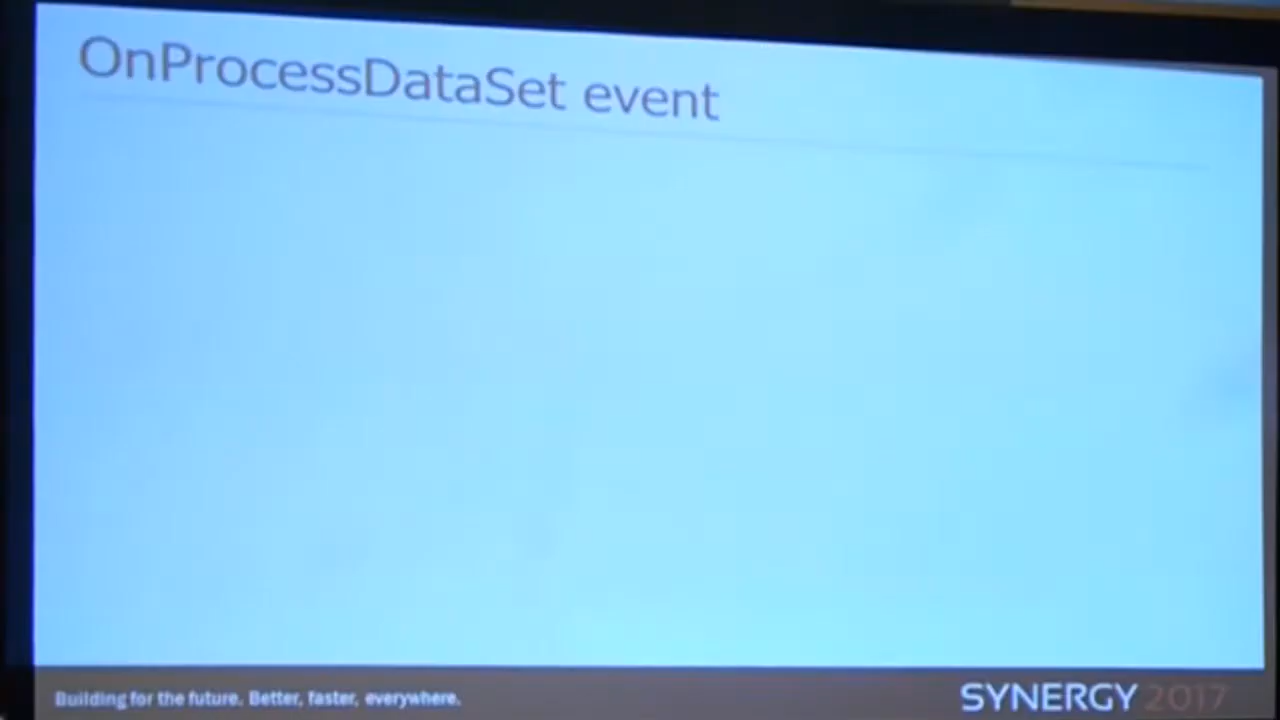 OnProcessDataSet event
Building for the future. Better, faster, everywhere.
SYNERGY 2017